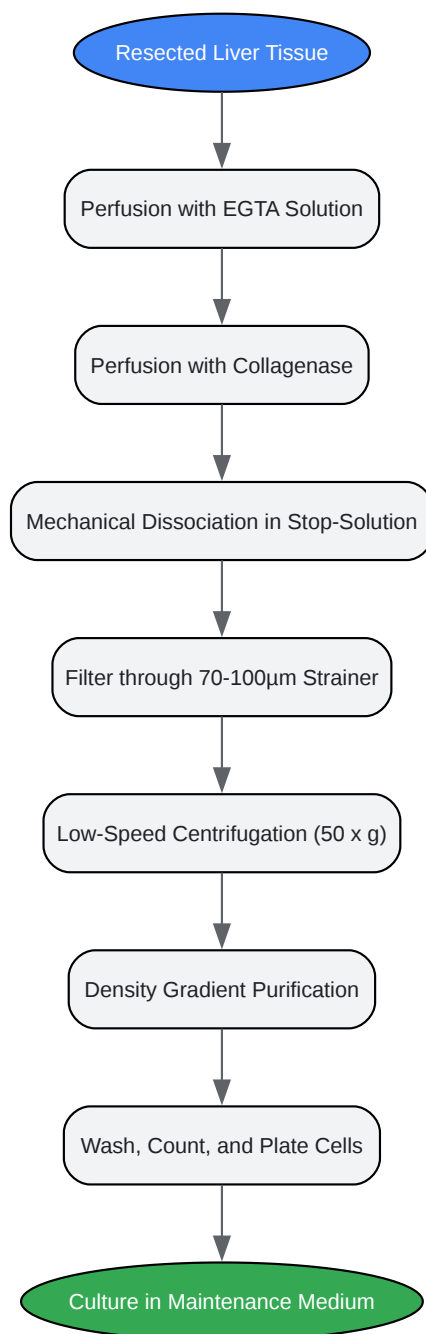 Resected Liver Tissue
Perfusion with EGTA Solution
Perfusion with Collagenase
Mechanical Dissociation in Stop-Solution
Filter through 70-100µm Strainer
Low-Speed Centrifugation (50 x g)
Density Gradient Purification
Wash, Count, and Plate Cells
Culture in Maintenance Medium